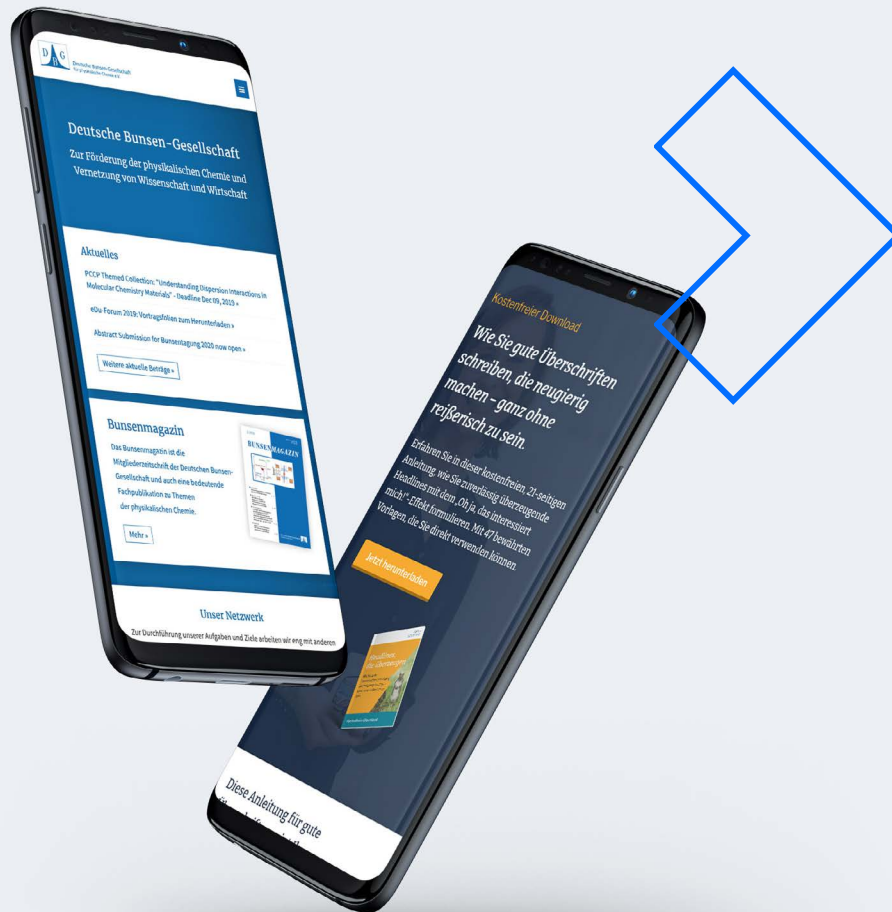 D B G
Deutsche Bunsen-Gesellschaft
für physikalische Chemie e.V.
Deutsche Bunsen-Gesellschaft
Zur Förderung der physikalischen Chemie und
Vernetzung von Wissenschaft und Wirtschaft
Aktuelles
PCCP Themed Collection: "Understanding Dispersion Interactions in
Molecular Chemistry Materials" - Deadline Dec 09, 2019 »
eDu-Forum 2019: Vortragsfolien zum Herunterladen »
Abstract Submission for Bunsentagung 2020 now open »
Weitere aktuelle Beträge »
Bunsenmagazin
Das Bunsenmagazin ist die
Mitgliederzeitschrift der Deutschen Bunsen-
Gesellschaft und auch eine bedeutende
Fachpublikation zu Themen
der physikalischen Chemie.
Mehr »
BUNSENMAGAZIN
Unser Netzwerk
Zur Durchführung unserer Aufgaben und Ziele arbeiten wir eng mit anderen
Kostenfreier Download
Wie Sie gute Überschriften
schreiben, die neugierig
machen – ganz ohne
reißerisch zu sein.
Erfahren Sie in dieser kostenfreien, 21-seitigen
Anleitung, wie Sie zuverlässig überzeugende
Headlines mit dem „Oh ja, das interessiert
mich!“-Effekt formulieren. Mit 47 bewährten
Vorlagen, die Sie direkt verwenden können
Jetzt herunterladen
Headlines,
die überzeugen
Diese Anleitung für gute